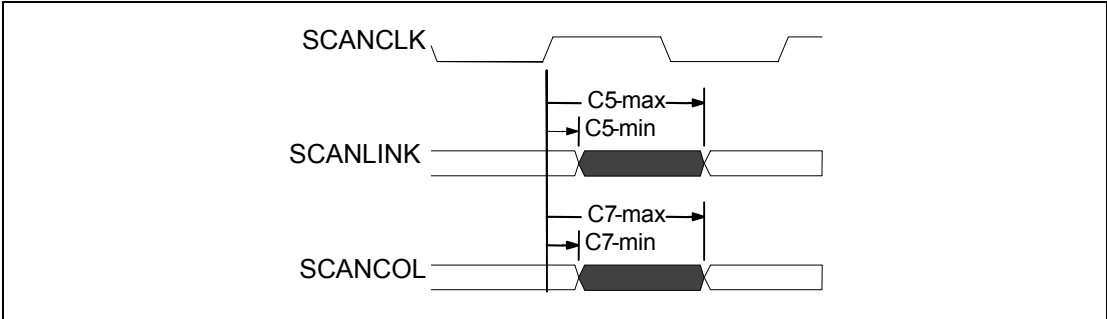 SCANCLK
C5-max
C5-min
SCANLINK
C7-max
C7-min
SCANCOL